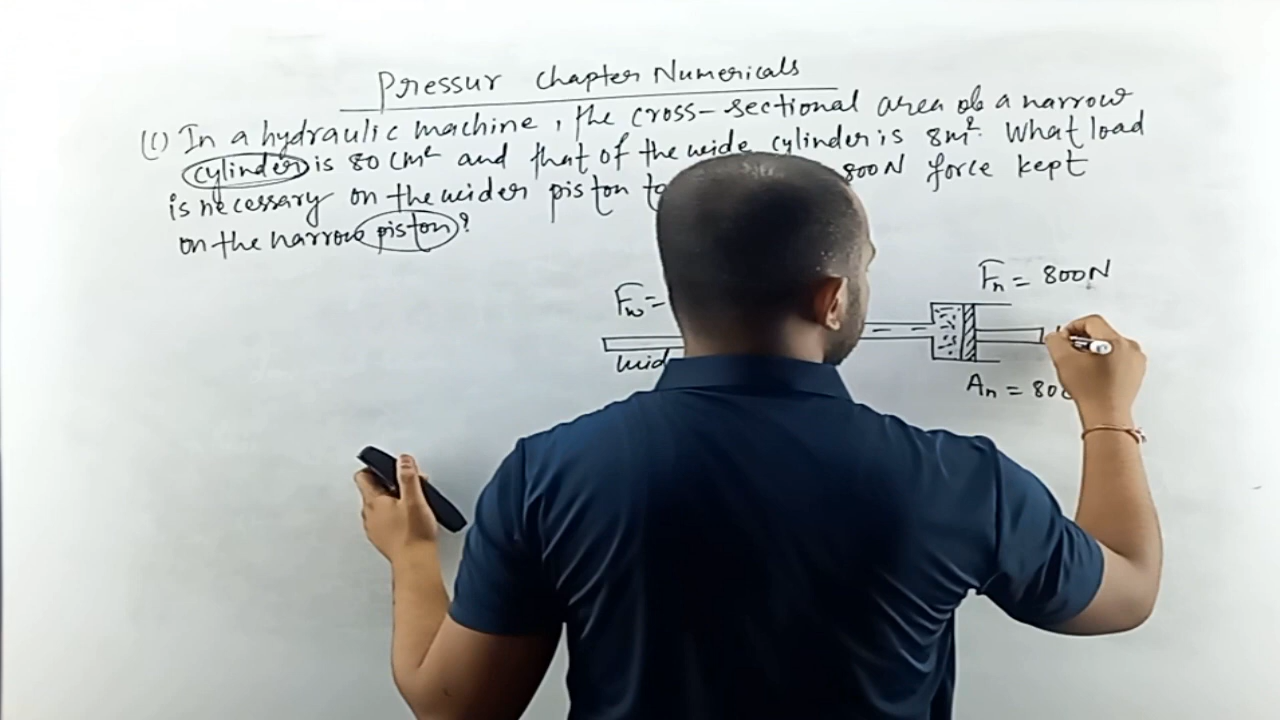 Pressur Chapter Numericals
(1) In a hydraulic machine, the cross-sectional area of a narrow
cylinder is 80 cm² and that of the wide cylinder is 8m². What load
is necessary on the wider piston to 800N force kept
on the narrow piston?
Fw =
Fn = 800N
wid
An = 80